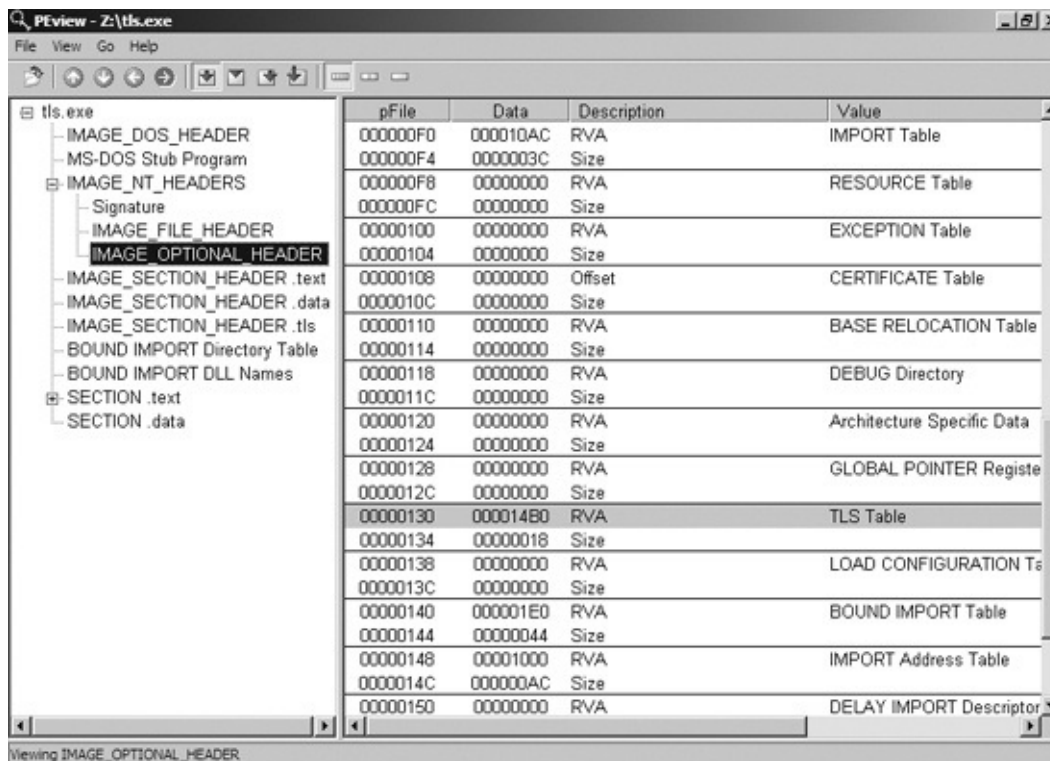 PEview - Z:\tls.exe
File View Go Help
tls.exe
IMAGE_DOS_HEADER
MS-DOS Stub Program
IMAGE_NT_HEADERS
Signature
IMAGE_FILE_HEADER
IMAGE_OPTIONAL_HEADER
IMAGE_SECTION_HEADER .text
IMAGE_SECTION_HEADER .data
IMAGE_SECTION_HEADER .tls
BOUND IMPORT Directory Table
BOUND IMPORT DLL Names
SECTION .text
SECTION .data
pFile Data Description Value
000000F0 000010AC RVA IMPORT Table
000000F4 0000003C Size
000000F8 00000000 RVA RESOURCE Table
000000FC 00000000 Size
00000100 00000000 RVA EXCEPTION Table
00000104 00000000 Size
00000108 00000000 Offset CERTIFICATE Table
0000010C 00000000 Size
00000110 00000000 RVA BASE RELOCATION Table
00000114 00000000 Size
00000118 00000000 RVA DEBUG Directory
0000011C 00000000 Size
00000120 00000000 RVA Architecture Specific Data
00000124 00000000 Size
00000128 00000000 RVA GLOBAL POINTER Registe
0000012C 00000000 Size
00000130 000014B0 RVA TLS Table
00000134 00000018 Size
00000138 00000000 RVA LOAD CONFIGURATION Ta
0000013C 00000000 Size
00000140 000001E0 RVA BOUND IMPORT Table
00000144 00000044 Size
00000148 00001000 RVA IMPORT Address Table
0000014C 000000AC Size
00000150 00000000 RVA DELAY IMPORT Descriptor
Viewing IMAGE_OPTIONAL_HEADER